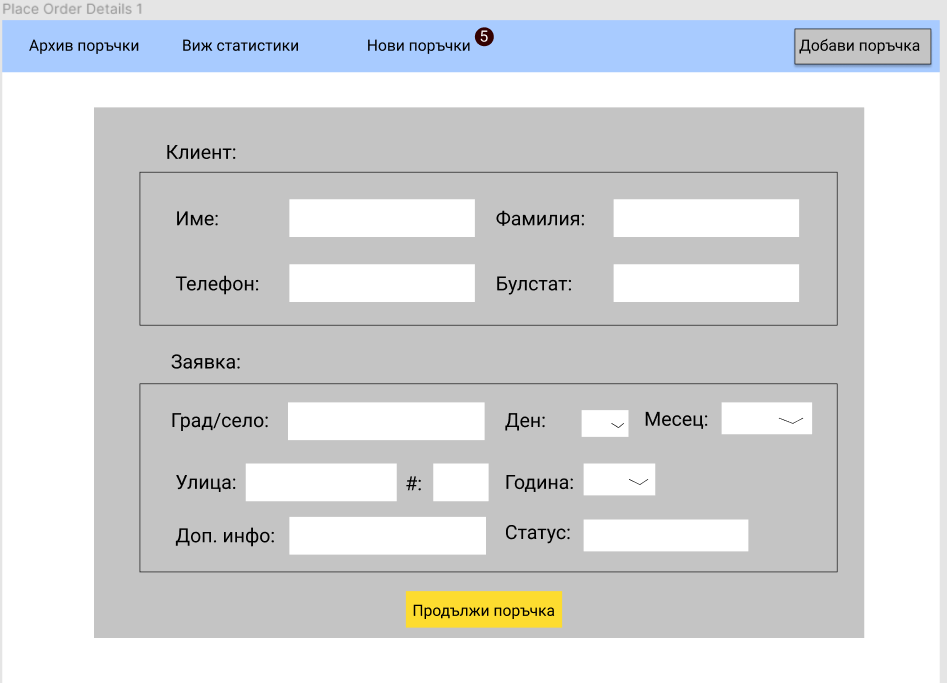 Place Order Details 1
Архив поръчки Виж статистики Нови поръчки 5 Добави поръчка
Клиент:
Име: Фамилия:
Телефон: Булстат:
Заявка:
Град/село: Ден: Месец:
Улица: #: Година:
Доп. инфо: Статус:
Продължи поръчка